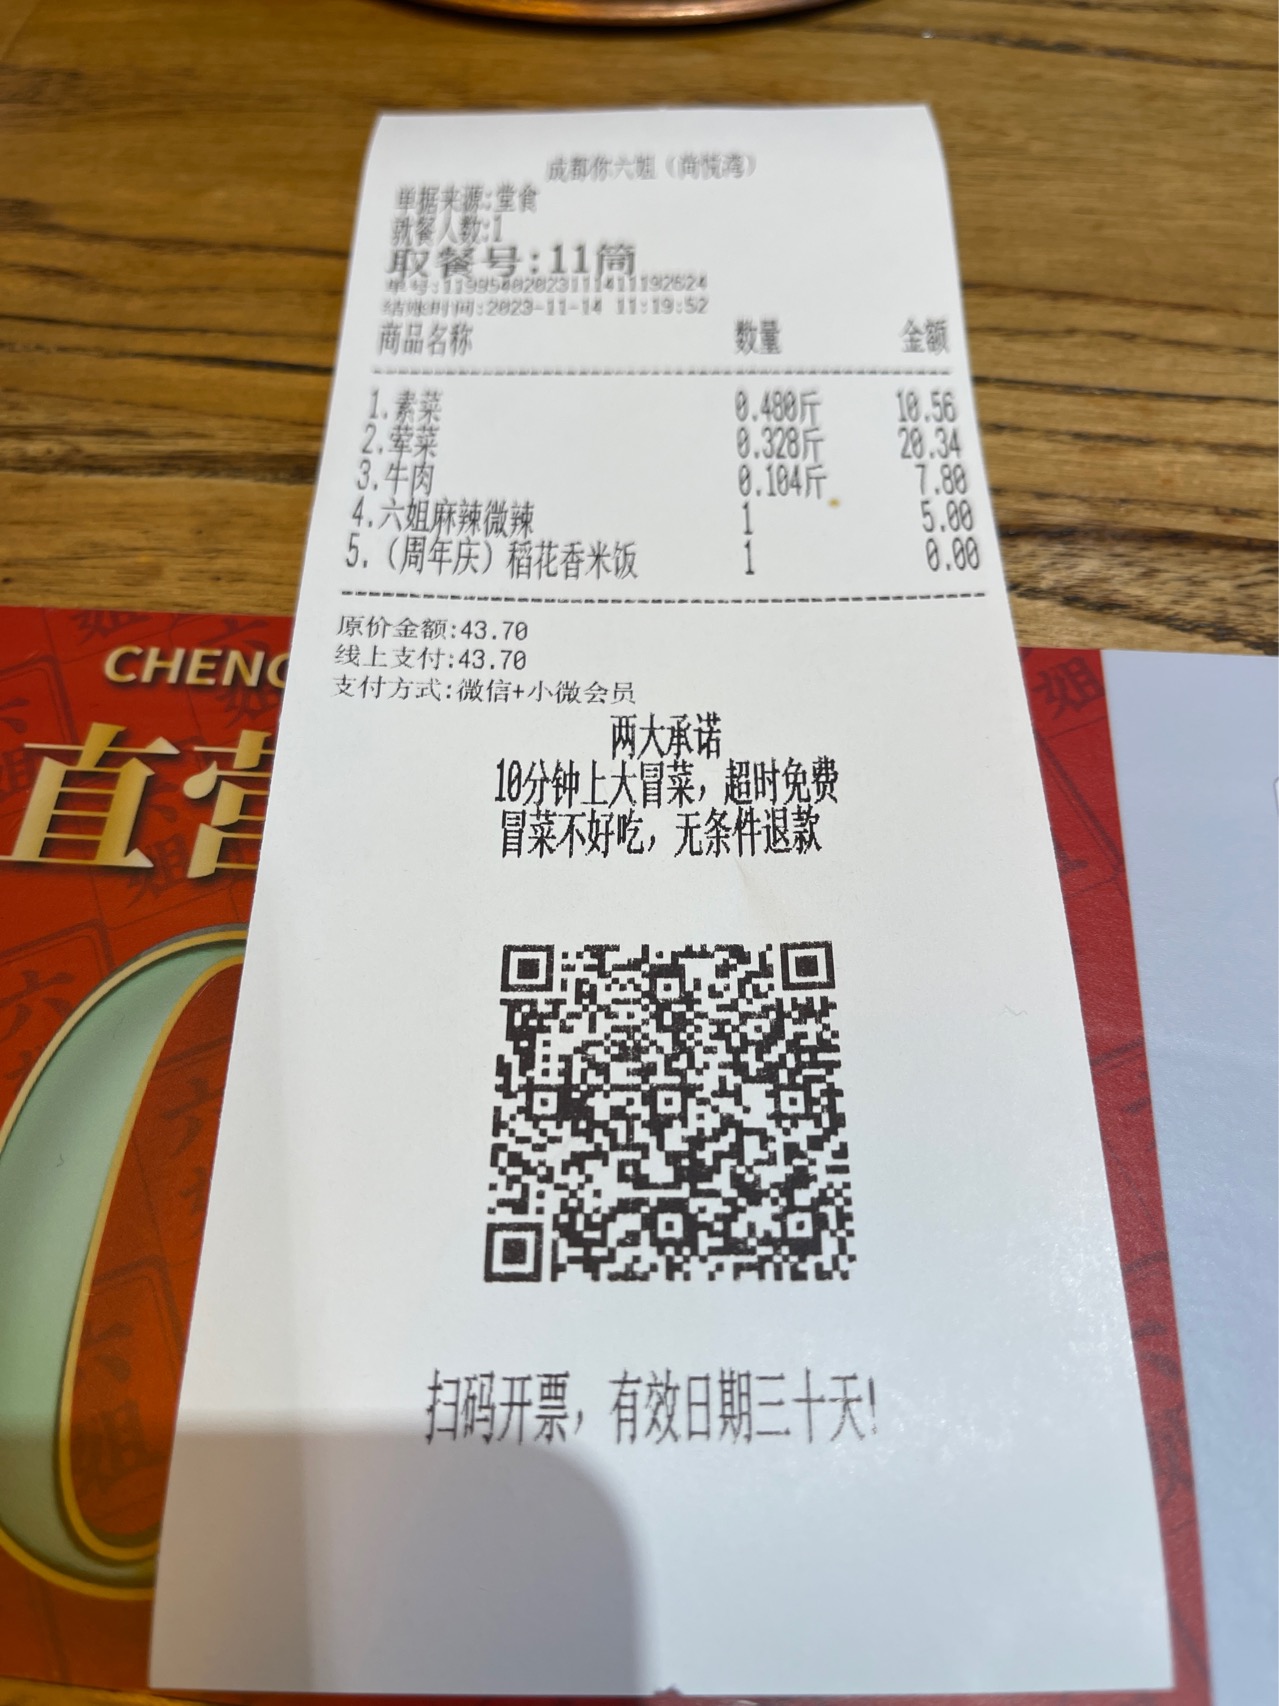 成都你六姐（尚悦湾）
单据来源:堂食
就餐人数:1
取餐号:11筒
单号:11995402023111411192624
结账时间:2023-11-14 11:19:52
商品名称 数量 金额
1.素菜 0.480斤 10.56
2.荤菜 0.328斤 20.34
3.牛肉 0.104斤 7.80
4.六姐麻辣微辣 1 5.00
5.（周年庆）稻花香米饭 1 0.00
原价金额:43.70
线上支付:43.70
支付方式:微信+小微会员
两大承诺
10分钟上大冒菜，超时免费
冒菜不好吃，无条件退款
扫码开票，有效日期三十天!
CHENG
直营